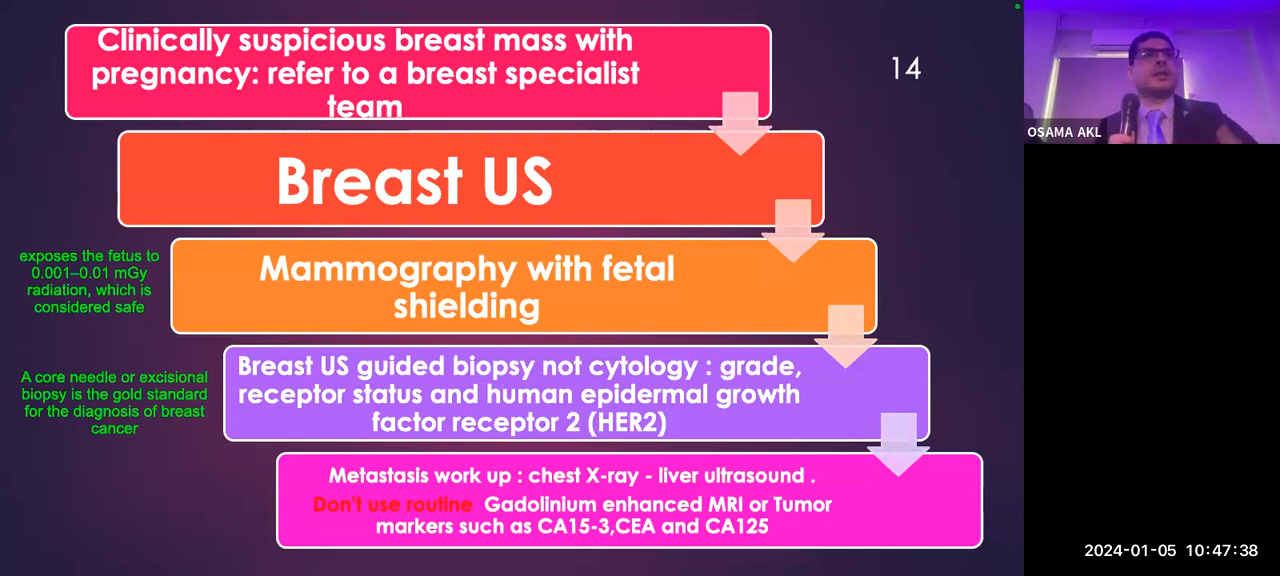 Clinically suspicious breast mass with
pregnancy: refer to a breast specialist
team
14
OSAMA AKL
Breast US
exposes the fetus to
0.001–0.01 mGy
radiation, which is
considered safe
Mammography with fetal
shielding
A core needle or excisional
biopsy is the gold standard
for the diagnosis of breast
cancer
Breast US guided biopsy not cytology : grade,
receptor status and human epidermal growth
factor receptor 2 (HER2)
Metastasis work up : chest X-ray - liver ultrasound .
Don't use routine Gadolinium enhanced MRI or Tumor
markers such as CA15-3,CEA and CA125
2024-01-05 10:47:38